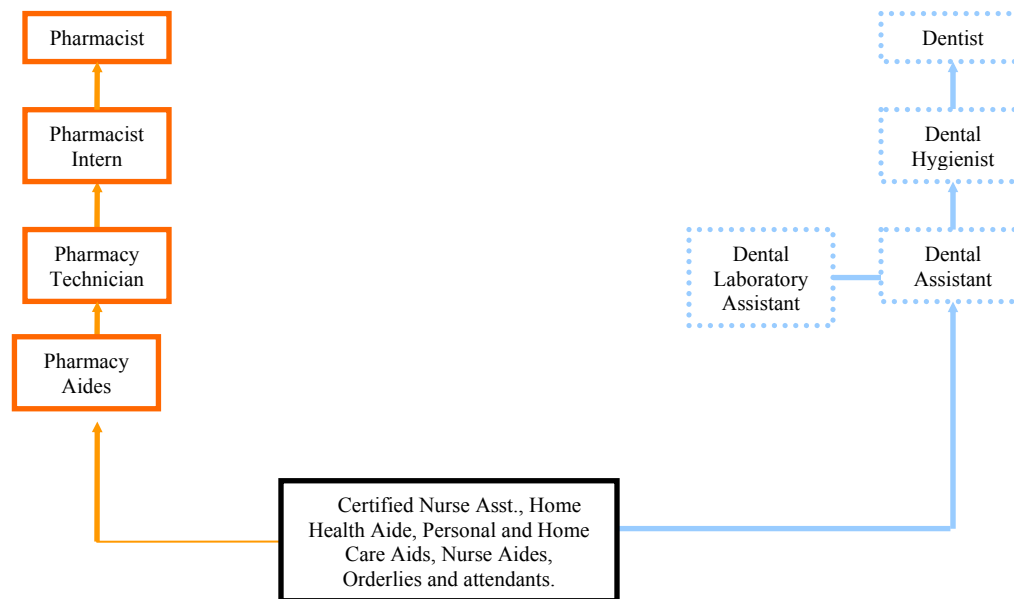 Pharmacist
Dentist
Pharmacist
Intern
Dental
Hygienist
Pharmacy
Technician
Dental
Laboratory
Assistant
Dental
Assistant
Pharmacy
Aides
Certified Nurse Asst., Home
Health Aide, Personal and Home
Care Aids, Nurse Aides,
Orderlies and attendants.